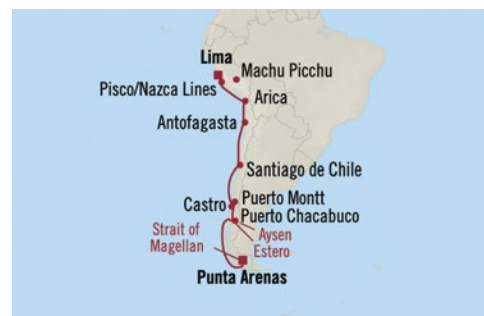 Lima
Machu Picchu
Pisco/Nazca Lines
Arica
Antofagasta
Santiago de Chile
Puerto Montt
Castro
Puerto Chacabuco
Strait of
Magellan
Aysen
Estero
Punta Arenas